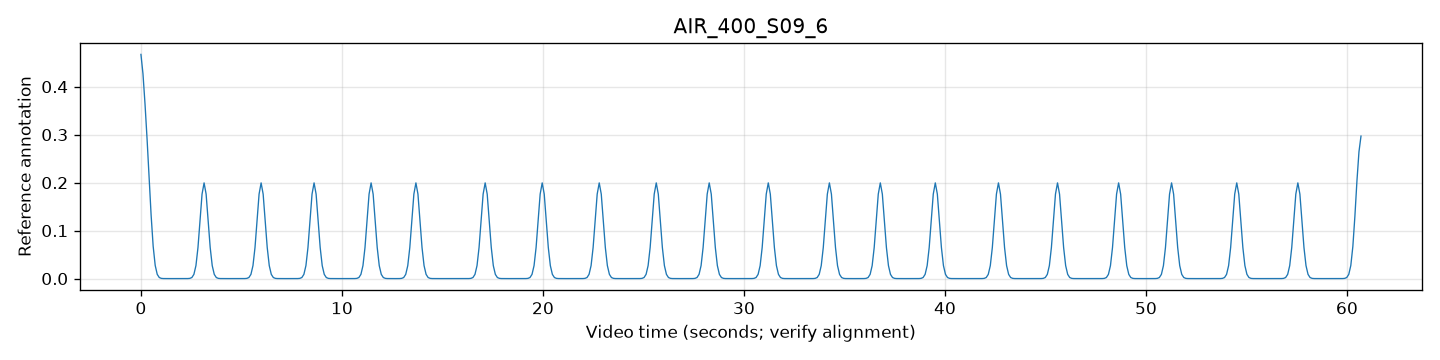 AIR_400_S09_6
Reference annotation
0.4
0.3
0.2
0.1
0.0
0 10 20 30 40 50 60
Video time (seconds; verify alignment)